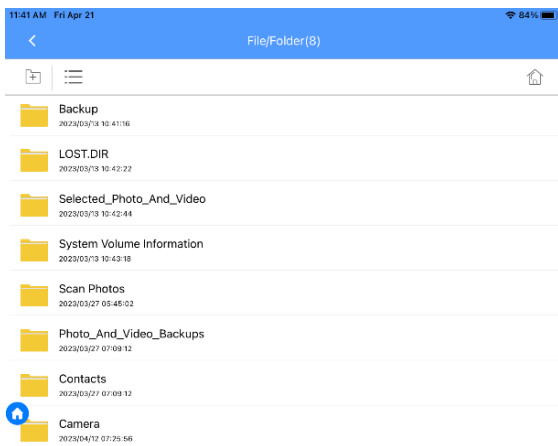 11:41 AM Fri Apr 21 84%
File/Folder(8)
Backup
2023/03/13 10:41:16
LOST.DIR
2023/03/13 10:42:22
Selected_Photo_And_Video
2023/03/13 10:42:44
System Volume Information
2023/03/13 10:43:18
Scan Photos
2023/03/27 05:45:02
Photo_And_Video_Backups
2023/03/27 07:09:12
Contacts
2023/03/27 07:09:12
Camera
2023/04/12 07:25:56